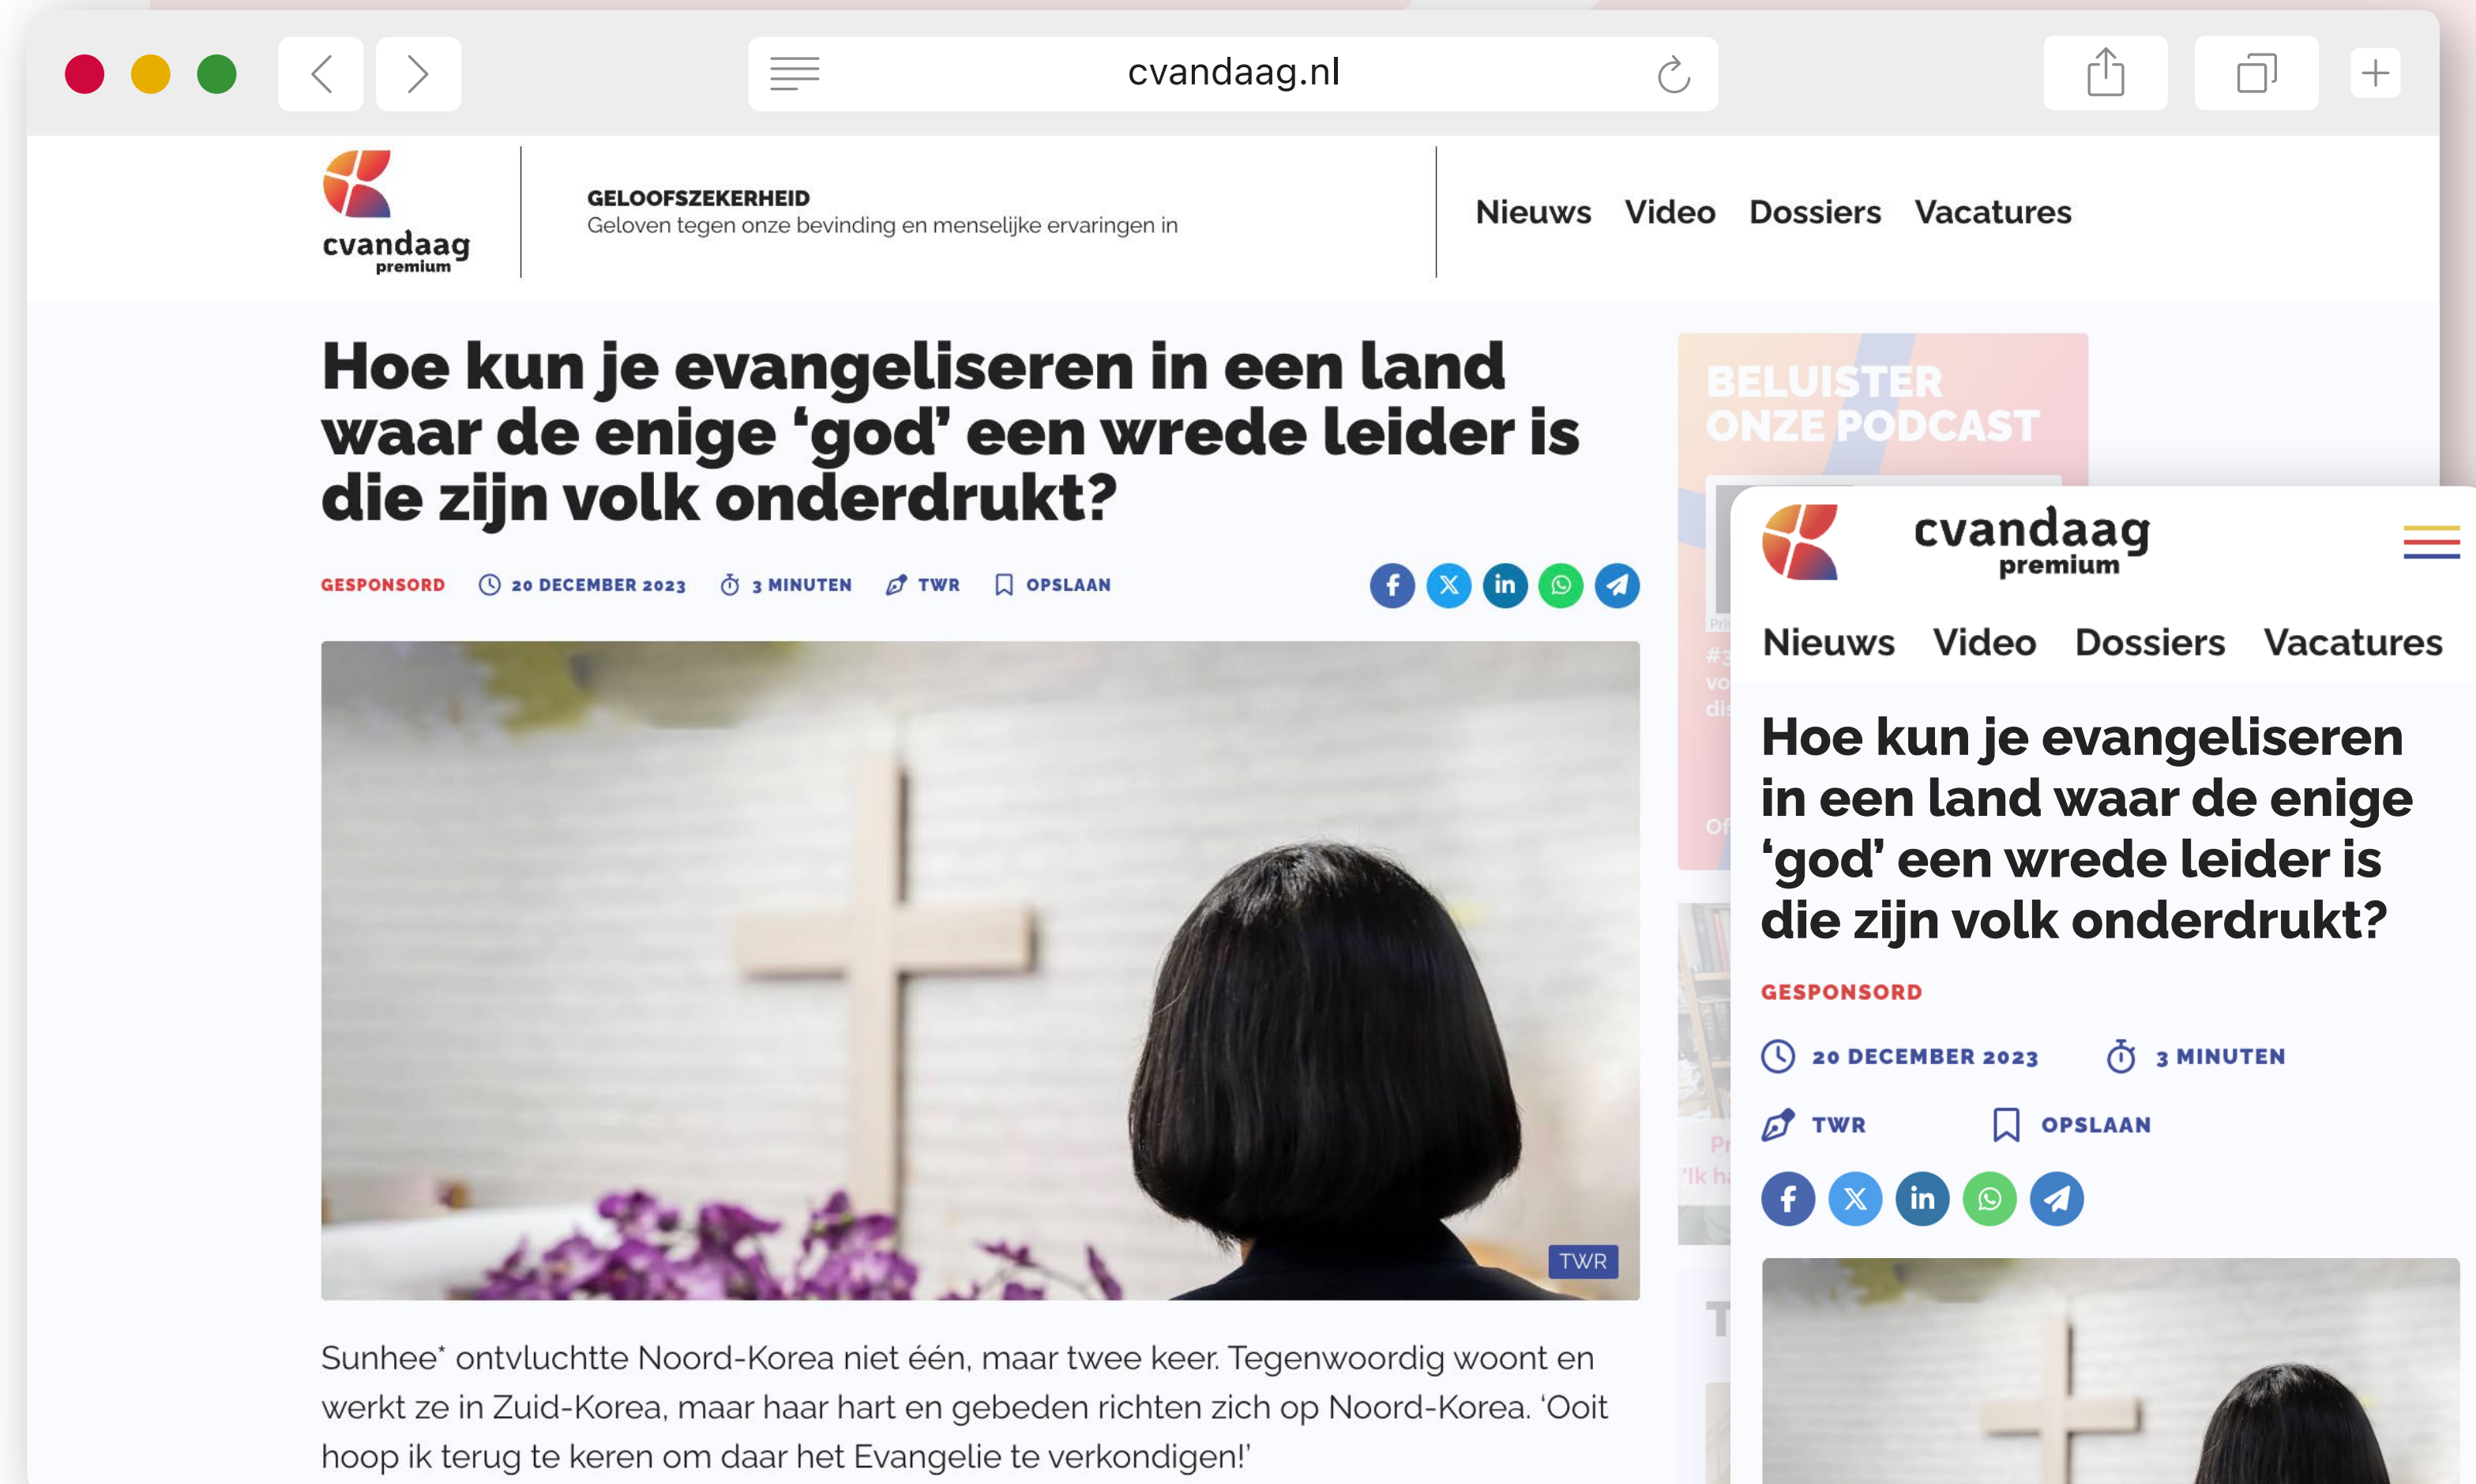 cvandaag.nl
cvandaag
premium
GELOOFSZEKERHEID
Geloven tegen onze bevinding en menselijke ervaringen in
Nieuws Video Dossiers Vacatures
Hoe kun je evangeliseren in een land
waar de enige ‘god’ een wrede leider is
die zijn volk onderdrukt?
GESPONSORD 20 DECEMBER 2023 3 MINUTEN TWR OPSLAAN
TWR
Sunhee* ontvluchtte Noord-Korea niet één, maar twee keer. Tegenwoordig woont en
werkt ze in Zuid-Korea, maar haar hart en gebeden richten zich op Noord-Korea. ‘Ooit
hoop ik terug te keren om daar het Evangelie te verkondigen!’
BELUISTER
ONZE PODCAST
cvandaag
premium
Nieuws Video Dossiers Vacatures
Hoe kun je evangeliseren
in een land waar de enige
‘god’ een wrede leider is
die zijn volk onderdrukt?
GESPONSORD
20 DECEMBER 2023 3 MINUTEN
TWR OPSLAAN